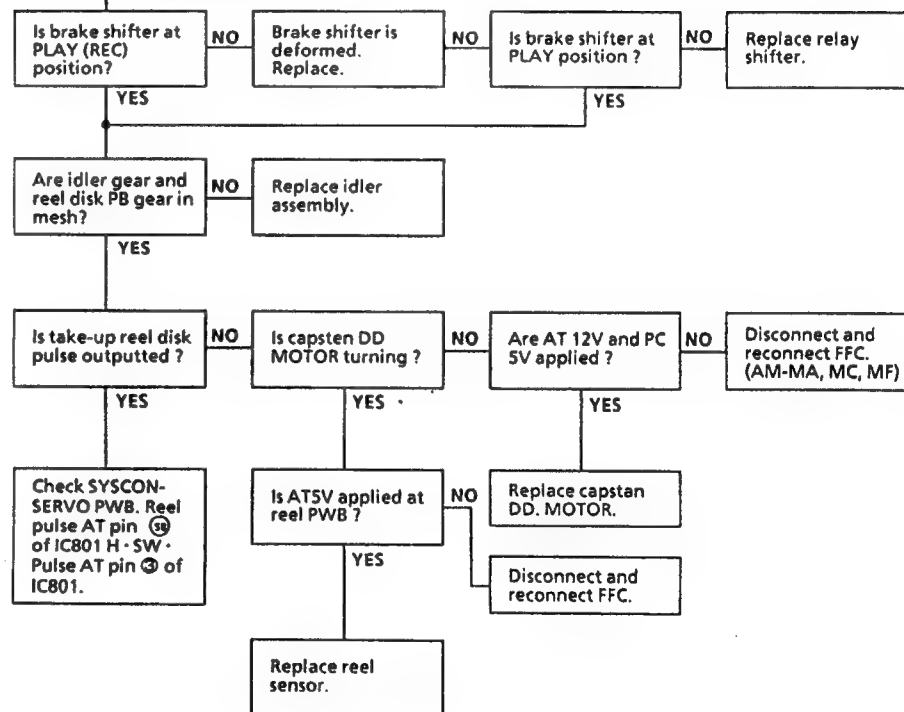 Is brake shifter at
PLAY (REC)
position?
NO
Brake shifter is
deformed.
Replace.
NO
Is brake shifter at
PLAY position ?
NO
Replace relay
shifter.
YES
YES
Are idler gear and
reel disk PB gear in
mesh?
NO
Replace idler
assembly.
YES
Is take-up reel disk
pulse outputted ?
NO
Is capsten DD
MOTOR turning ?
NO
Are AT 12V and PC
5V applied ?
NO
Disconnect and
reconnect FFC.
(AM-MA, MC, MF)
YES
YES
YES
Check SYSCON-
SERVO PWB. Reel
pulse AT pin
of IC801 H · SW ·
Pulse AT pin ③ of
IC801.
Is AT5V applied at
reel PWB ?
NO
Replace capstan
DD. MOTOR.
YES
Disconnect and
reconnect FFC.
Replace reel
sensor.